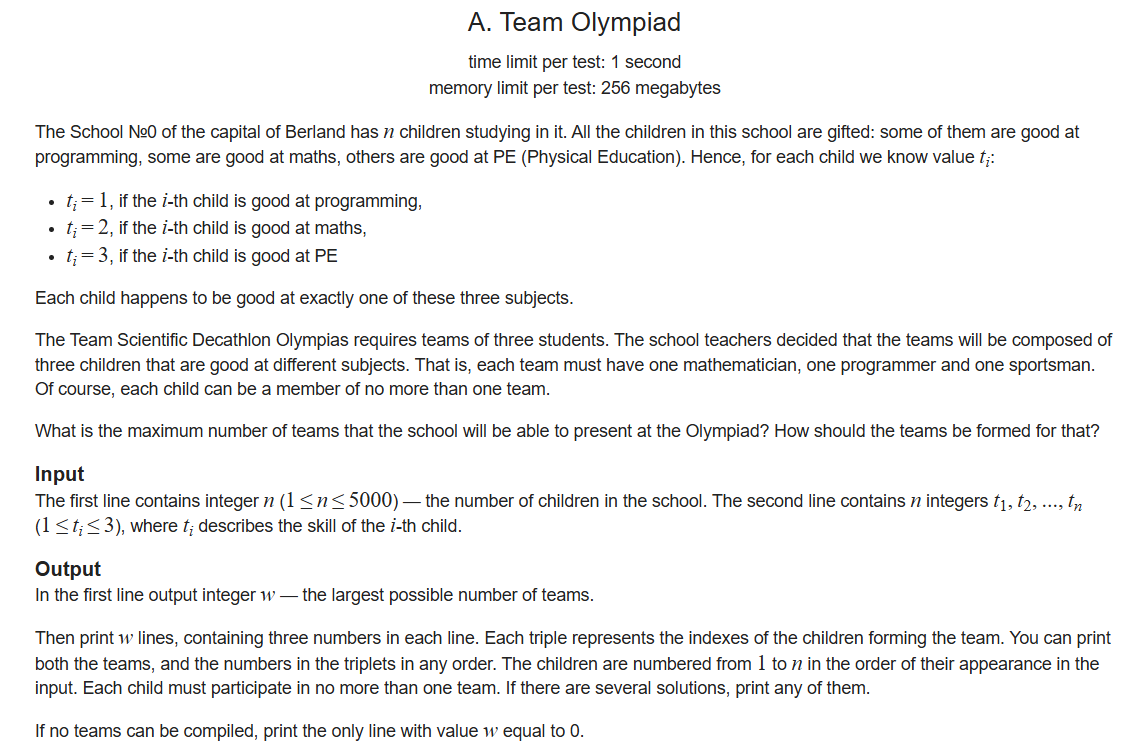 A. Team Olympiad
time limit per test: 1 second
memory limit per test: 256 megabytes
The School №0 of the capital of Berland has n children studying in it. All the children in this school are gifted: some of them are good at
programming, some are good at maths, others are good at PE (Physical Education). Hence, for each child we know value tᵢ:
• tᵢ = 1, if the i-th child is good at programming,
• tᵢ = 2, if the i-th child is good at maths,
• tᵢ = 3, if the i-th child is good at PE
Each child happens to be good at exactly one of these three subjects.
The Team Scientific Decathlon Olympias requires teams of three students. The school teachers decided that the teams will be composed of
three children that are good at different subjects. That is, each team must have one mathematician, one programmer and one sportsman.
Of course, each child can be a member of no more than one team.
What is the maximum number of teams that the school will be able to present at the Olympiad? How should the teams be formed for that?
Input
The first line contains integer n (1 ≤ n ≤ 5000) — the number of children in the school. The second line contains n integers t₁, t₂, ..., tₙ
(1 ≤ tᵢ ≤ 3), where tᵢ describes the skill of the i-th child.
Output
In the first line output integer w — the largest possible number of teams.
Then print w lines, containing three numbers in each line. Each triple represents the indexes of the children forming the team. You can print
both the teams, and the numbers in the triplets in any order. The children are numbered from 1 to n in the order of their appearance in the
input. Each child must participate in no more than one team. If there are several solutions, print any of them.
If no teams can be compiled, print the only line with value w equal to 0.